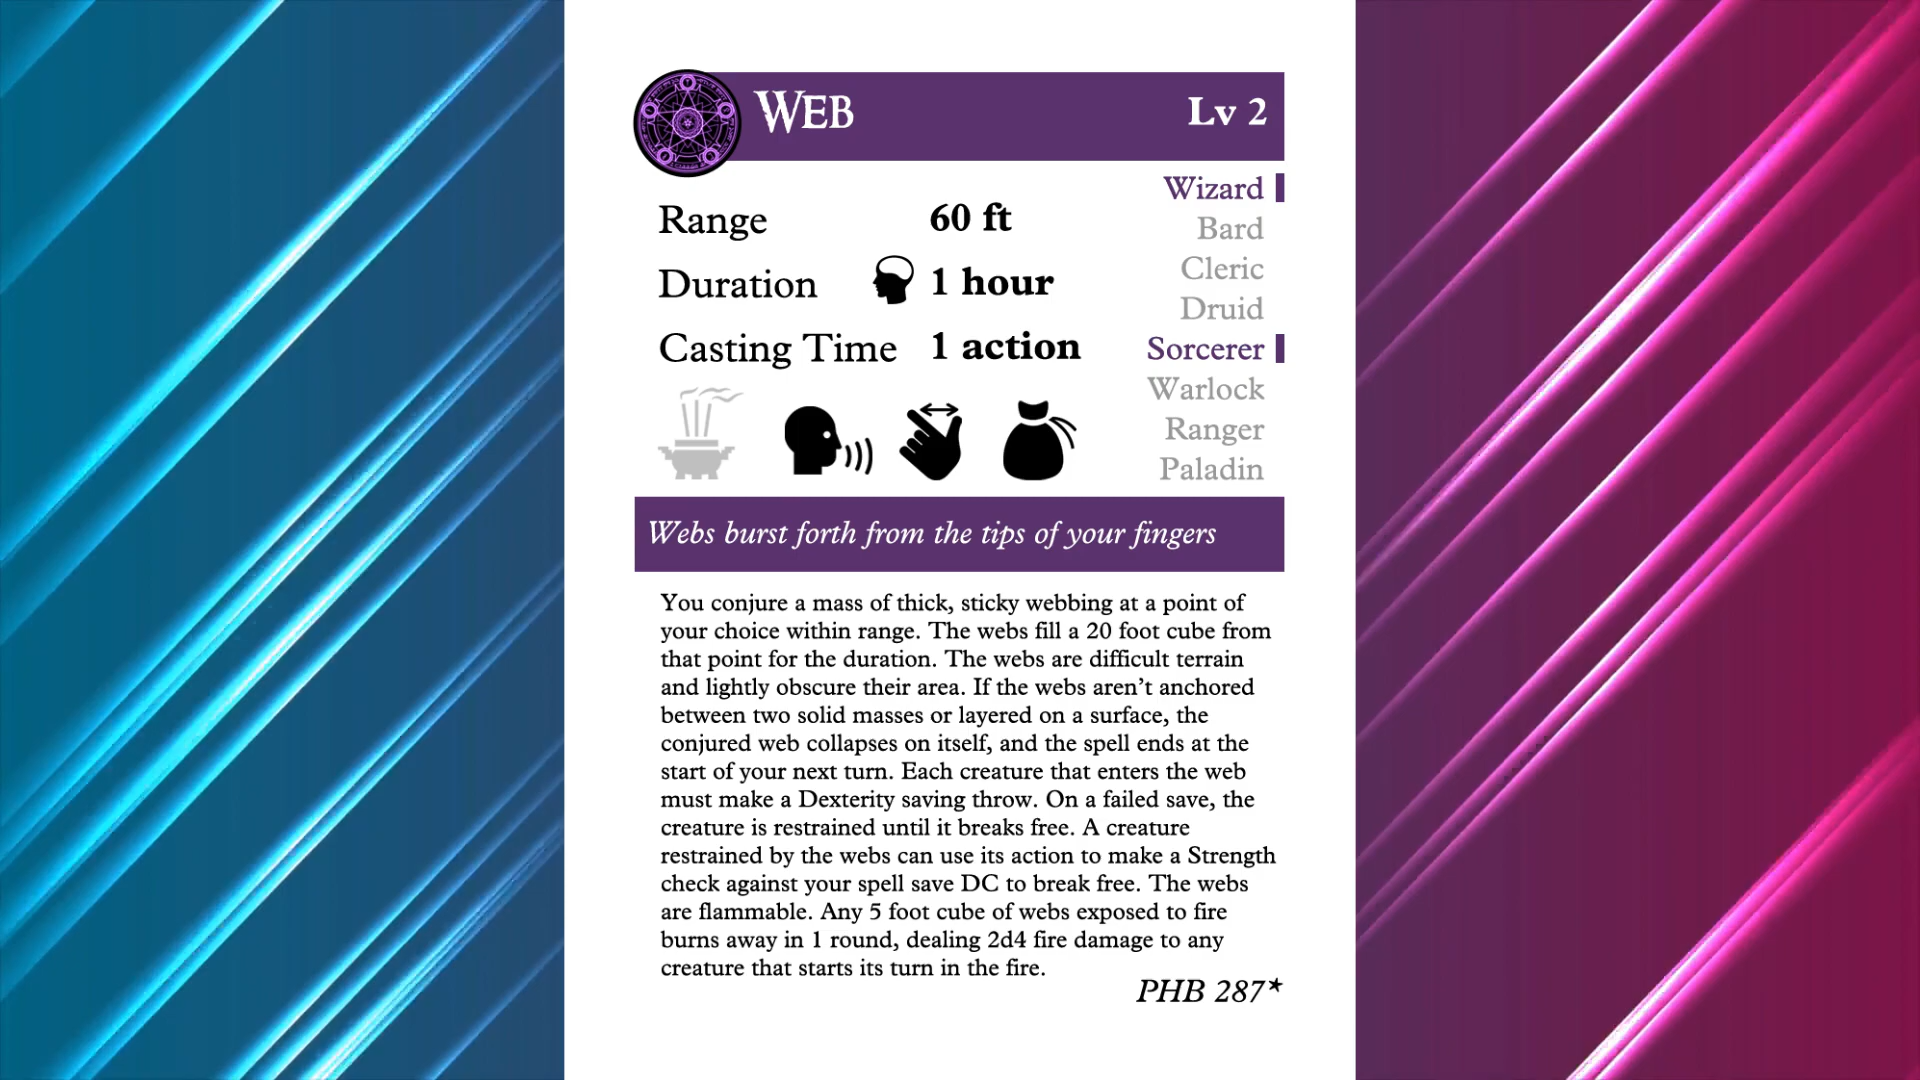 WEB
Lv 2
Range 60 ft
Duration 1 hour
Casting Time 1 action
Wizard
Bard
Cleric
Druid
Sorcerer
Warlock
Ranger
Paladin
Webs burst forth from the tips of your fingers
You conjure a mass of thick, sticky webbing at a point of
your choice within range. The webs fill a 20 foot cube from
that point for the duration. The webs are difficult terrain
and lightly obscure their area. If the webs aren’t anchored
between two solid masses or layered on a surface, the
conjured web collapses on itself, and the spell ends at the
start of your next turn. Each creature that enters the web
must make a Dexterity saving throw. On a failed save, the
creature is restrained until it breaks free. A creature
restrained by the webs can use its action to make a Strength
check against your spell save DC to break free. The webs
are flammable. Any 5 foot cube of webs exposed to fire
burns away in 1 round, dealing 2d4 fire damage to any
creature that starts its turn in the fire.
PHB 287*